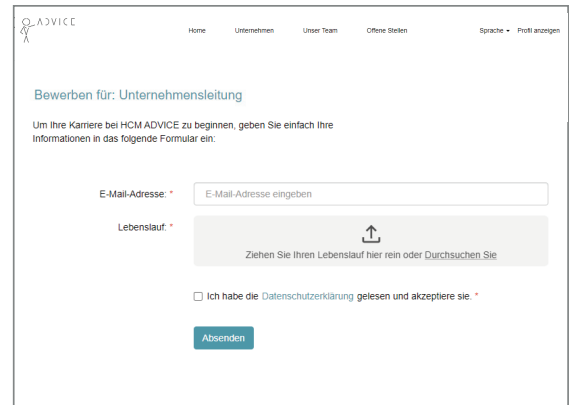 ADVICE
Home Unternehmen Unser Team Offene Stellen Sprache Profil anzeigen
Bewerben für: Unternehmensleitung
Um Ihre Karriere bei HCM ADVICE zu beginnen, geben Sie einfach Ihre
Informationen in das folgende Formular ein:
E-Mail-Adresse: * E-Mail-Adresse eingeben
Lebenslauf: *
Ziehen Sie Ihren Lebenslauf hier rein oder Durchsuchen Sie
Ich habe die Datenschutzerklärung gelesen und akzeptiere sie. *
Absenden